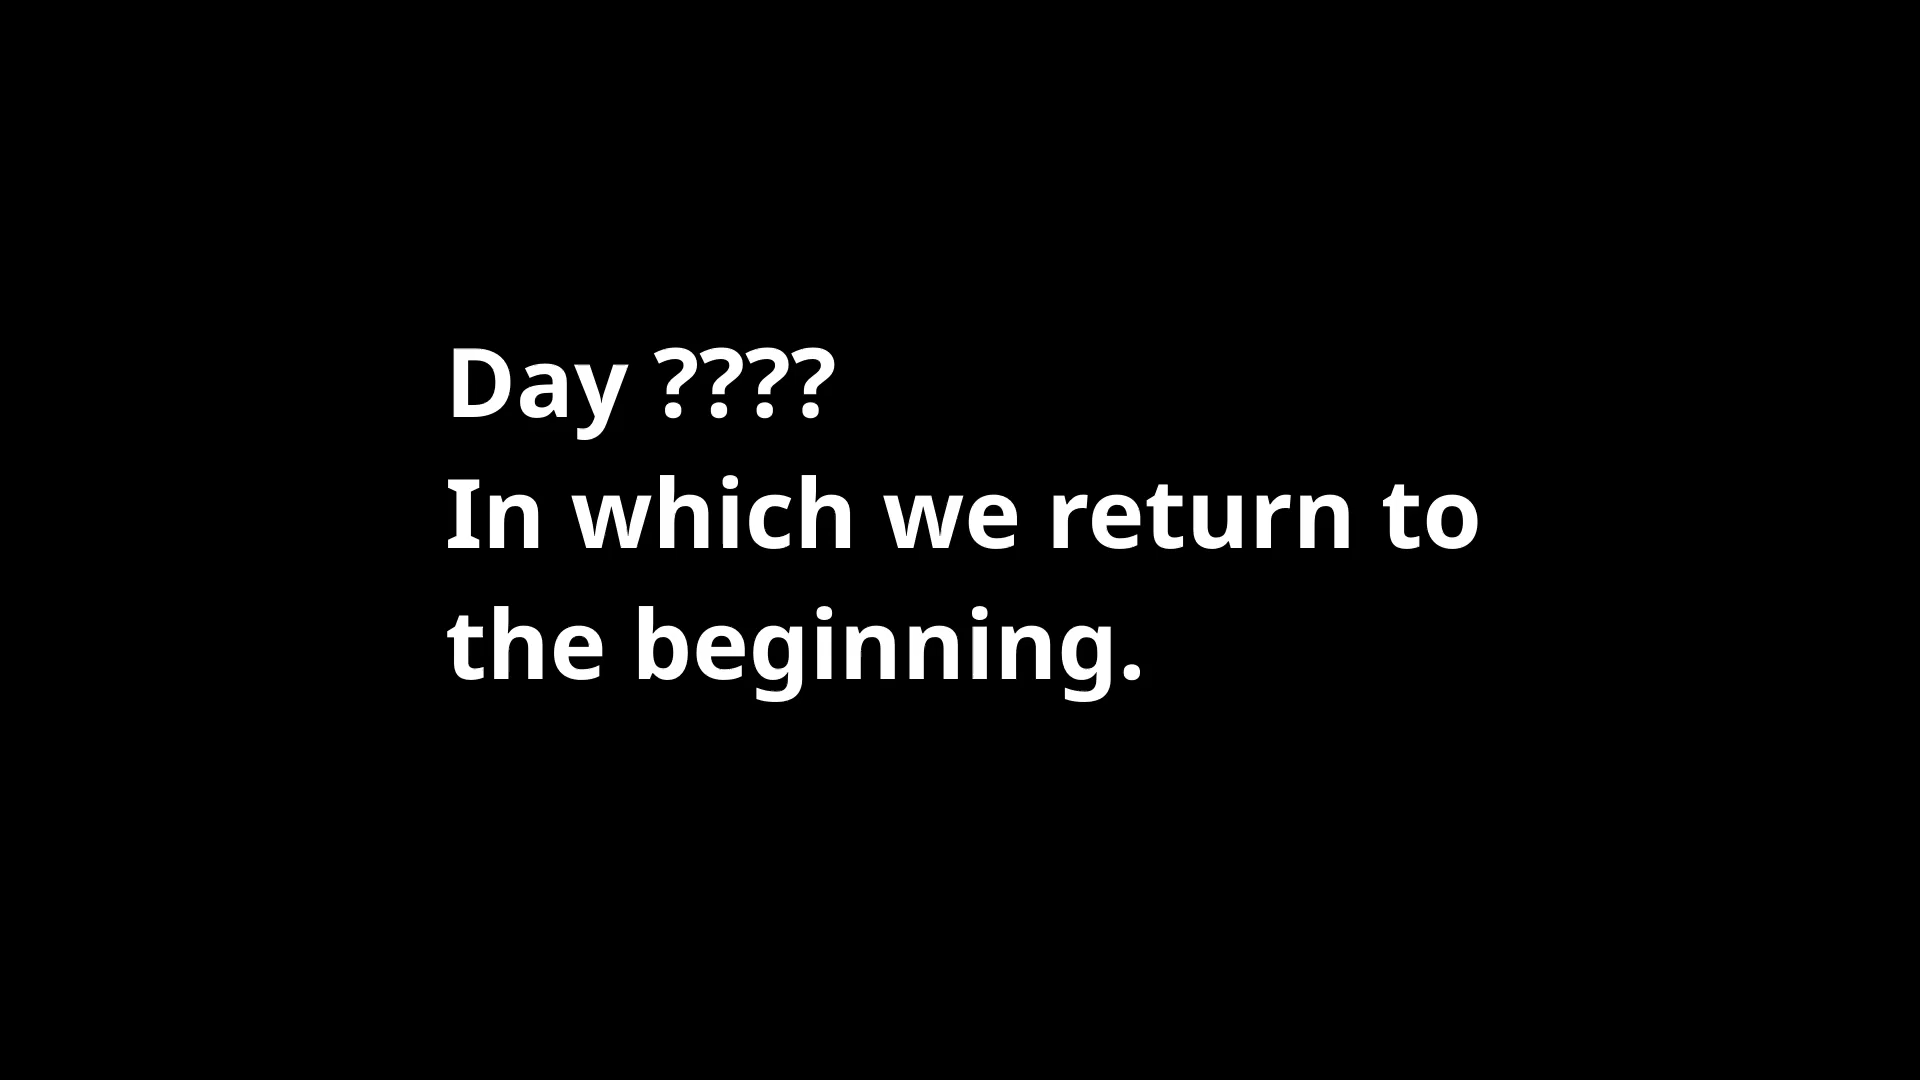 Day ????
In which we return to
the beginning.